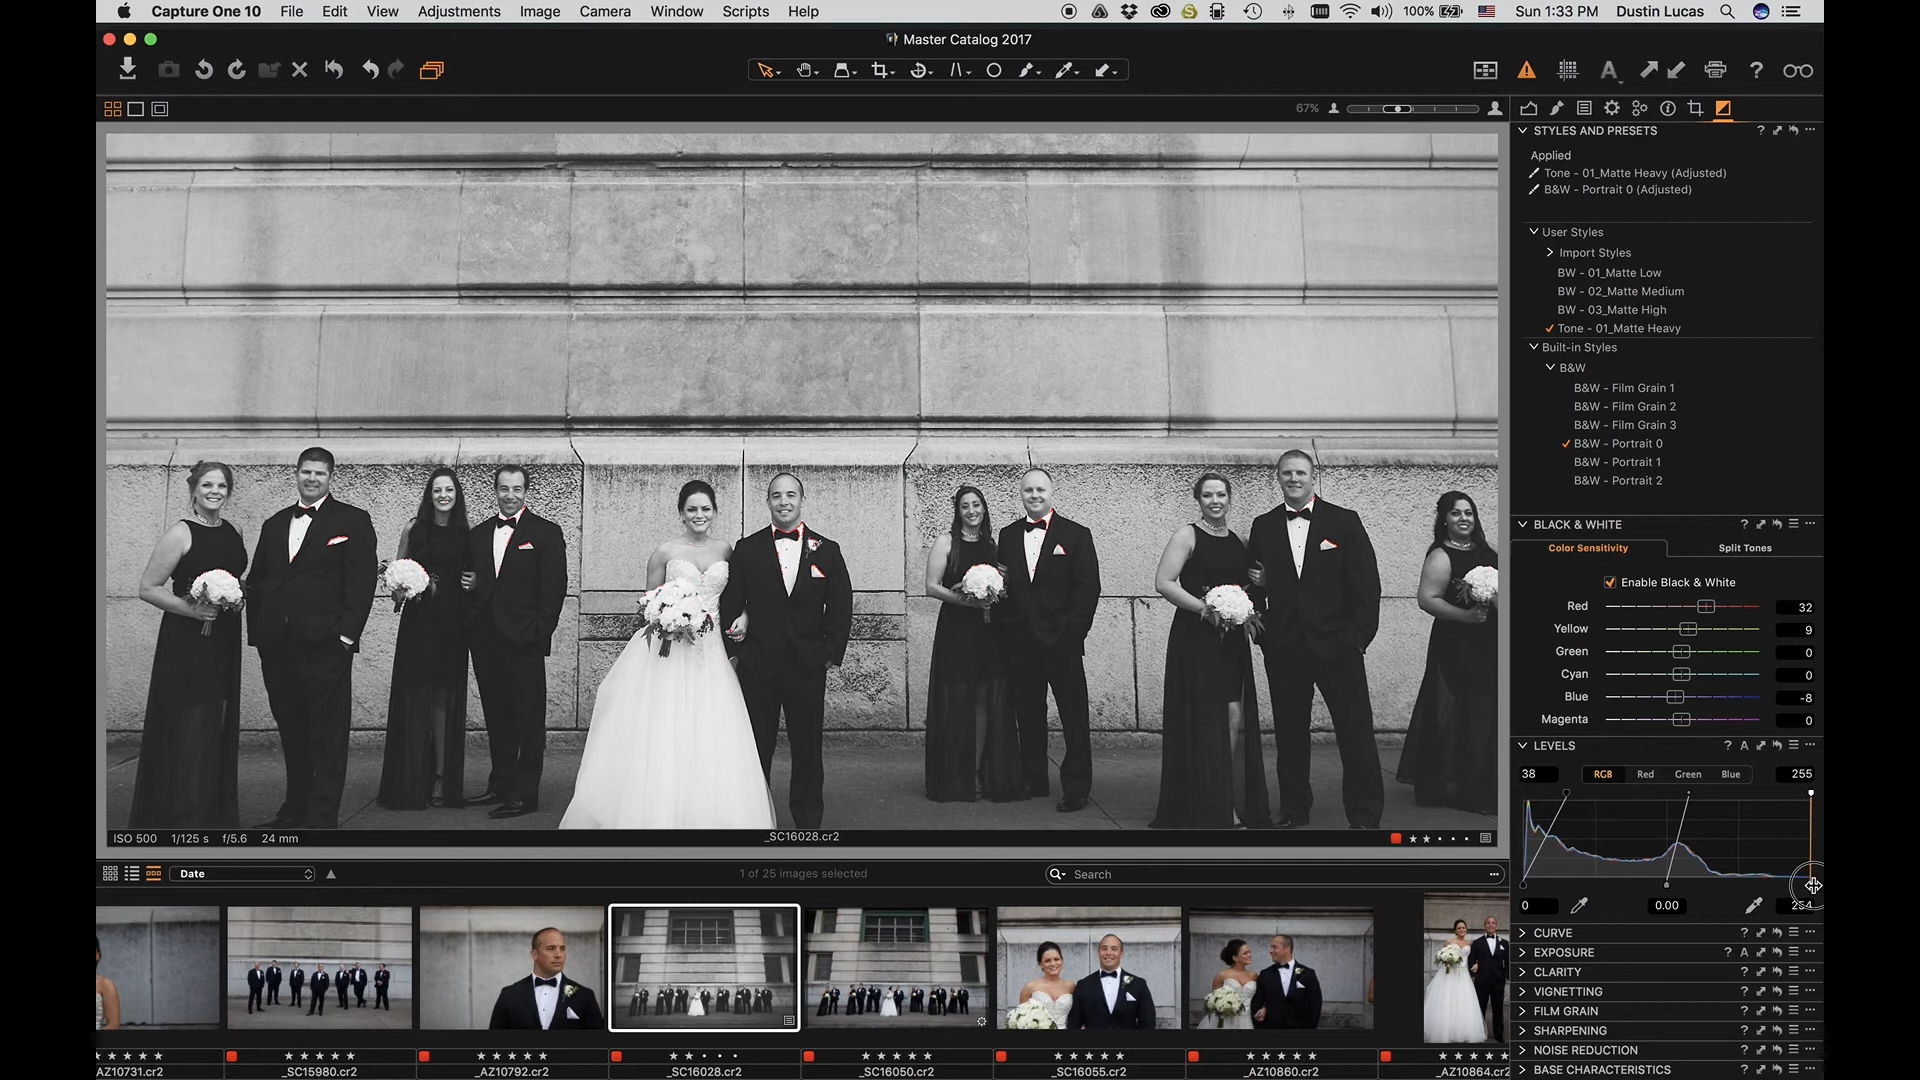 Capture One 10 File Edit View Adjustments Image Camera Window Scripts Help 100% Sun 1:33 PM Dustin Lucas
Master Catalog 2017
67%
STYLES AND PRESETS ?
Applied
Tone - 01_Matte Heavy (Adjusted)
B&W - Portrait 0 (Adjusted)
User Styles
Import Styles
BW - 01_Matte Low
BW - 02_Matte Medium
BW - 03_Matte High
Tone - 01_Matte Heavy
Built-in Styles
B&W
B&W - Film Grain 1
B&W - Film Grain 2
B&W - Film Grain 3
B&W - Portrait 0
B&W - Portrait 1
B&W - Portrait 2
BLACK & WHITE ?
Color Sensitivity Split Tones
Enable Black & White
Red 32
Yellow 9
Green 0
Cyan 0
Blue -8
Magenta 0
LEVELS ? A
38 RGB Red Green Blue 255
0 0.00
CURVE ?
EXPOSURE ? A
CLARITY ?
VIGNETTING ?
FILM GRAIN ?
SHARPENING ?
NOISE REDUCTION ?
BASE CHARACTERISTICS ?
ISO 500 1/125 s f/5.6 24 mm _SC16028.cr2
Date 1 of 25 images selected Search
AZ10731.cr2 _SC15980.cr2 _AZ10792.cr2 _SC16028.cr2 _SC16050.cr2 _SC16055.cr2 _AZ10860.cr2 _AZ10864.cr2